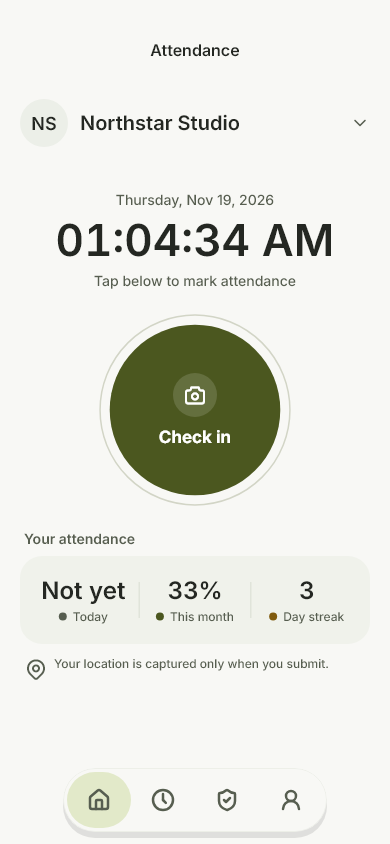 Attendance
NS Northstar Studio
Thursday, Nov 19, 2026
01:04:34 AM
Tap below to mark attendance
Check in
Your attendance
Not yet 33% 3
Today This month Day streak
Your location is captured only when you submit.